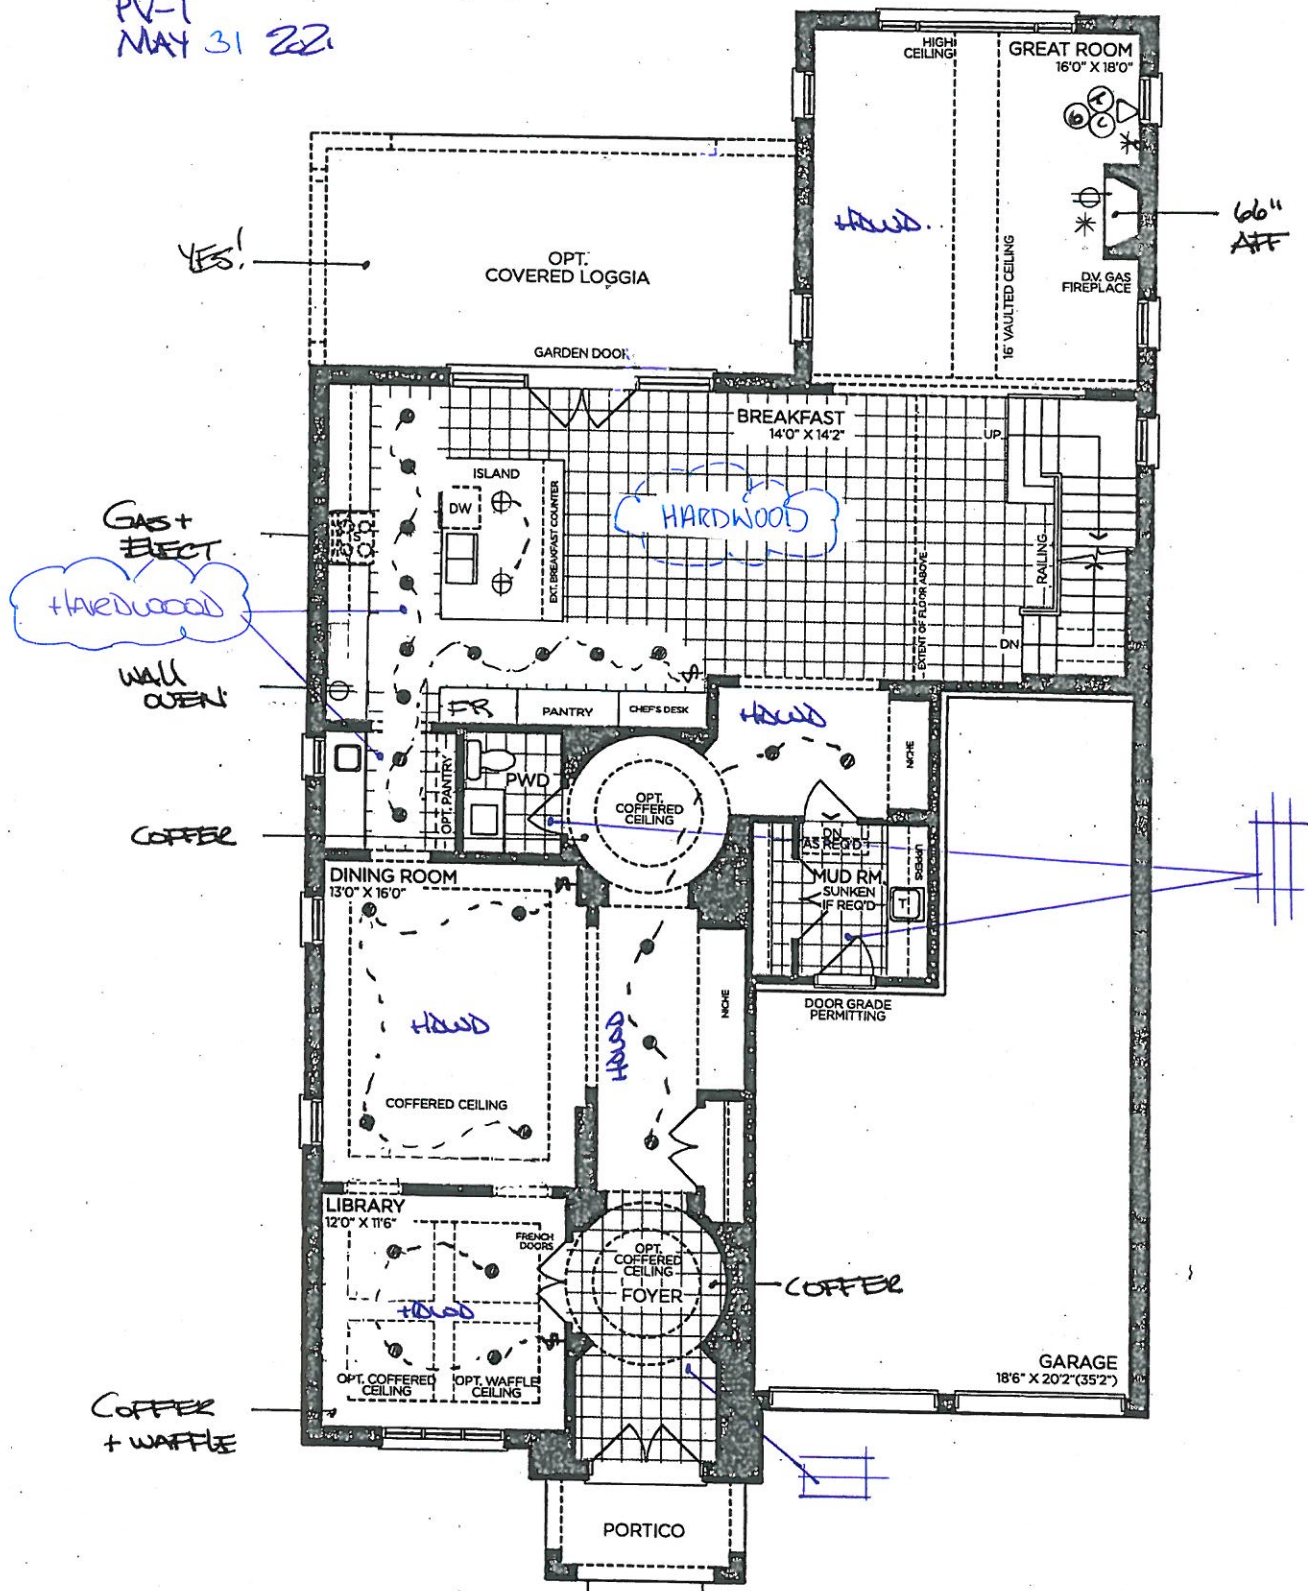 PV-1
MAY 31 2021
HIGH
CEILING
GREAT ROOM
16'0" X 18'0"
C
HDWD.
66"
AFF
16' VAULTED CEILING
D.V. GAS
FIREPLACE
YES!
OPT.
COVERED LOGGIA
GARDEN DOOR
BREAKFAST
14'0" X 14'2"
UP
ISLAND
DW
EXT. BREAKFAST COUNTER
HARDWOOD
GAS +
ELECT
S
HARDWOOD
RAILING
EXTENT OF FLOOR ABOVE
DN
WALL
OVEN
FR
PANTRY
CHEF'S DESK
HDWD
NICHE
OPT. PANTRY
PWD
OPT.
COFFERED
CEILING
COFFER
DN
AS REQ'D
UPPERS
MUD RM.
SUNKEN
IF REQ'D
T
DINING ROOM
13'0" X 16'0"
HDWD
HDWD
NICHE
DOOR GRADE
PERMITTING
COFFERED CEILING
LIBRARY
12'0" X 11'6"
FRENCH
DOORS
OPT.
COFFERED
CEILING
FOYER
COFFER
HDWD
OPT. COFFERED
CEILING
OPT. WAFFLE
CEILING
COFFER
+ WAFFLE
GARAGE
18'6" X 20'2"(35'2")
PORTICO